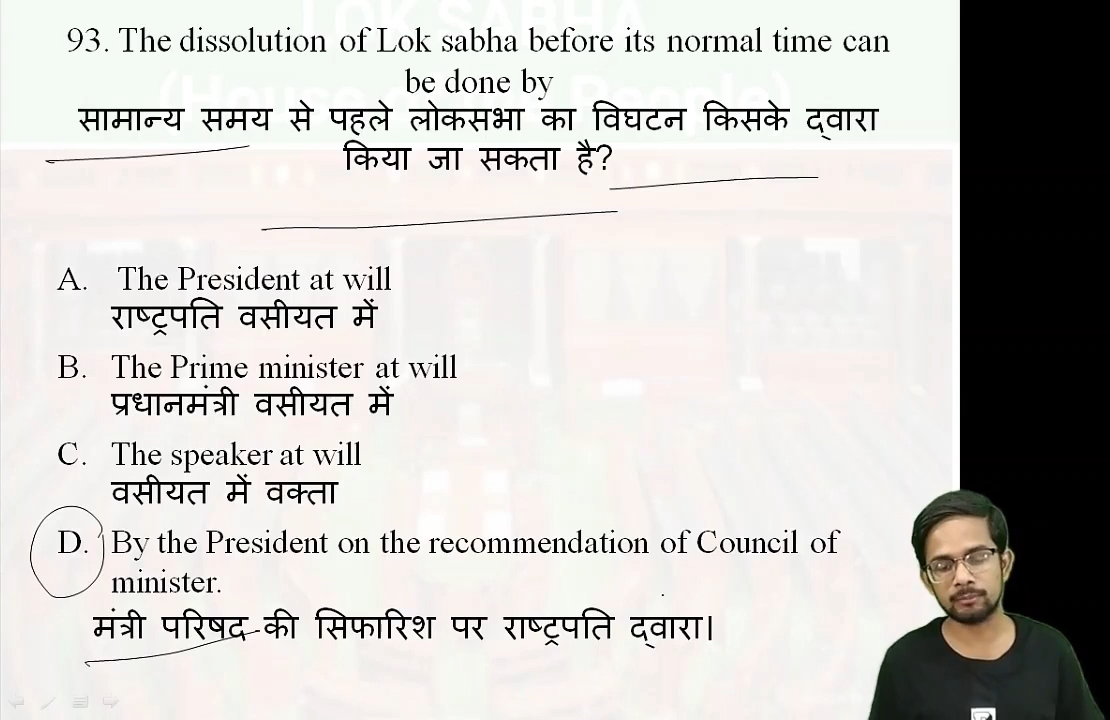 93. The dissolution of Lok sabha before its normal time can
be done by
सामान्य समय से पहले लोकसभा का विघटन किसके द्वारा
किया जा सकता है?
A. The President at will
राष्ट्रपति वसीयत में
B. The Prime minister at will
प्रधानमंत्री वसीयत में
C. The speaker at will
वसीयत में वक्ता
D. By the President on the recommendation of Council of
minister.
मंत्री परिषद की सिफारिश पर राष्ट्रपति द्वारा।